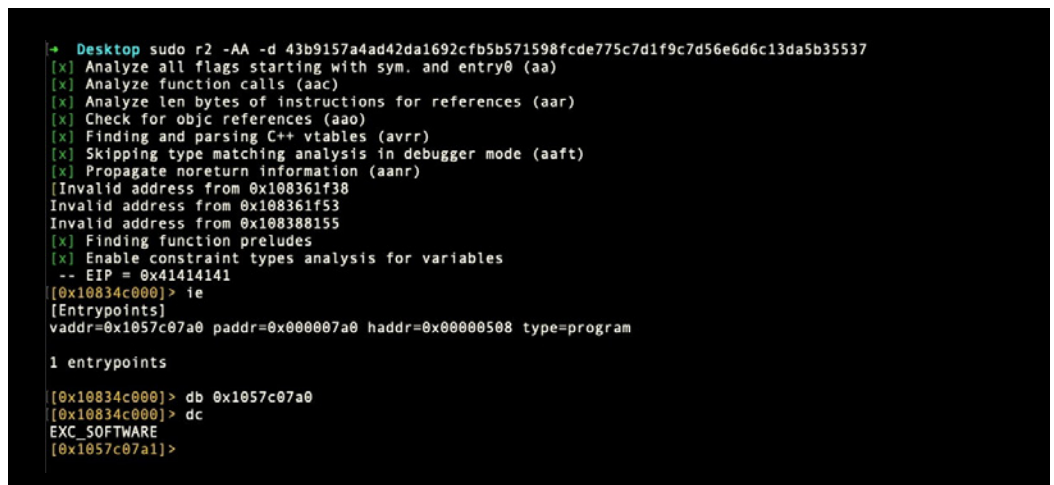 → Desktop sudo r2 -AA -d 43b9157a4ad42da1692cfb5b571598fcde775c7d1f9c7d56e6d6c13da5b35537
[x] Analyze all flags starting with sym. and entry0 (aa)
[x] Analyze function calls (aac)
[x] Analyze len bytes of instructions for references (aar)
[x] Check for objc references (aao)
[x] Finding and parsing C++ vtables (avrr)
[x] Skipping type matching analysis in debugger mode (aaft)
[x] Propagate noreturn information (aanr)
[Invalid address from 0x108361f38
Invalid address from 0x108361f53
Invalid address from 0x108388155
[x] Finding function preludes
[x] Enable constraint types analysis for variables
-- EIP = 0x41414141
[[0x10834c000]> ie
[Entrypoints]
vaddr=0x1057c07a0 paddr=0x000007a0 haddr=0x00000508 type=program
1 entrypoints
[[0x10834c000]> db 0x1057c07a0
[[0x10834c000]> dc
EXC_SOFTWARE
[0x1057c07a1]>